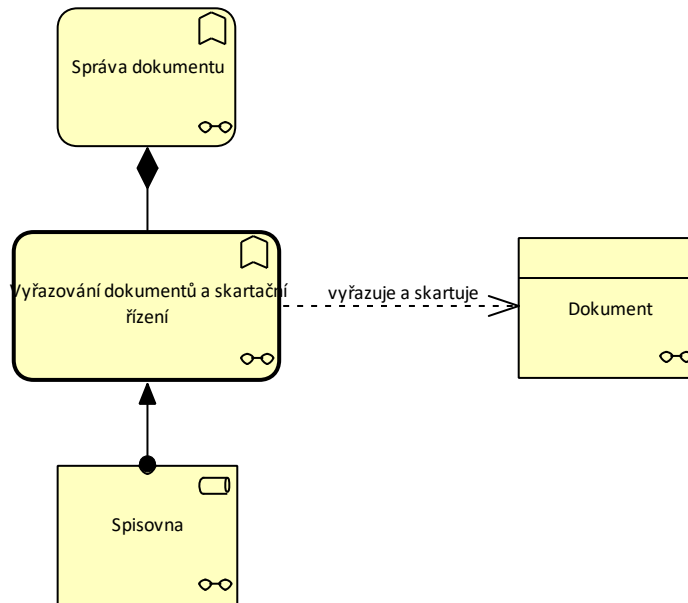 Správa dokumentu
Vyřazování dokumentů a skartační
řízení
vyřazuje a skartuje
Dokument
Spisovna